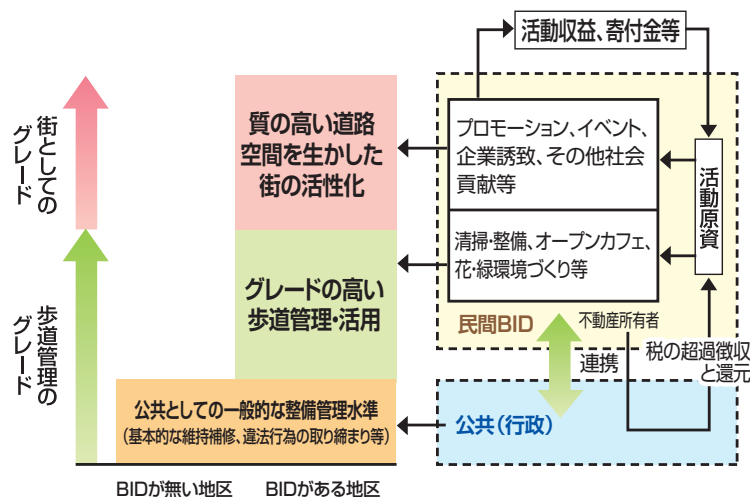 活動収益、寄付金等
街としての
グレード
質の高い道路
空間を生かした
街の活性化
プロモーション、イベント、
企業誘致、その他社会
貢献等
活動原資
歩道管理の
グレード
グレードの高い
歩道管理・活用
清掃・整備、オープンカフェ、
花・緑環境づくり等
民間BID
不動産所有者
連携
税の超過徴収
と還元
公共としての一般的な整備管理水準
(基本的な維持補修、違法行為の取り締まり等)
公共(行政)
BIDが無い地区
BIDがある地区